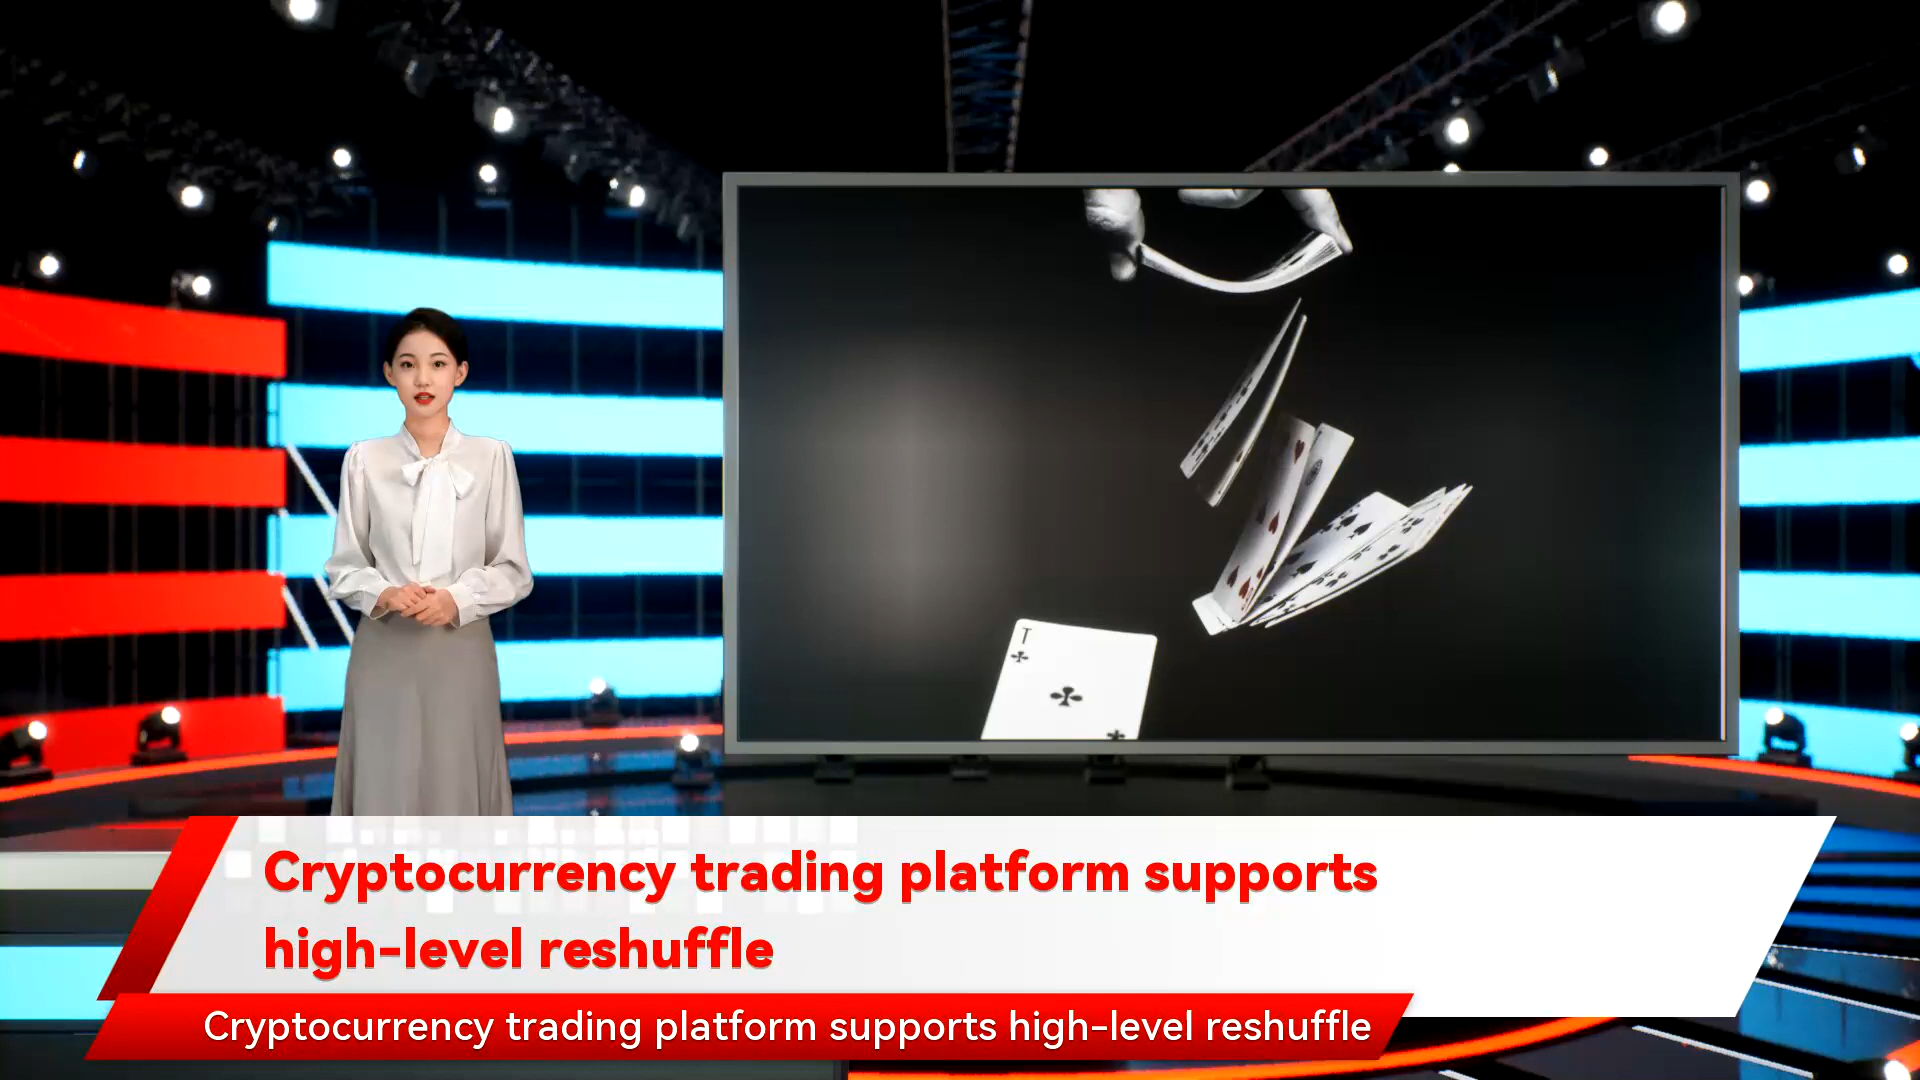 T
Cryptocurrency trading platform supports
high-level reshuffle
Cryptocurrency trading platform supports high-level reshuffle